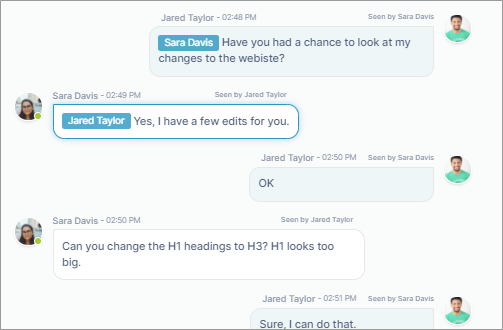 Jared Taylor - 02:48 PM Seen by Sara Davis
Sara Davis Have you had a chance to look at my
changes to the webiste?
Sara Davis - 02:49 PM Seen by Jared Taylor
Jared Taylor Yes, I have a few edits for you.
Jared Taylor - 02:50 PM Seen by Sara Davis
OK
Sara Davis - 02:50 PM Seen by Jared Taylor
Can you change the H1 headings to H3? H1 looks too
big.
Jared Taylor - 02:51 PM Seen by Sara Davis
Sure, I can do that.